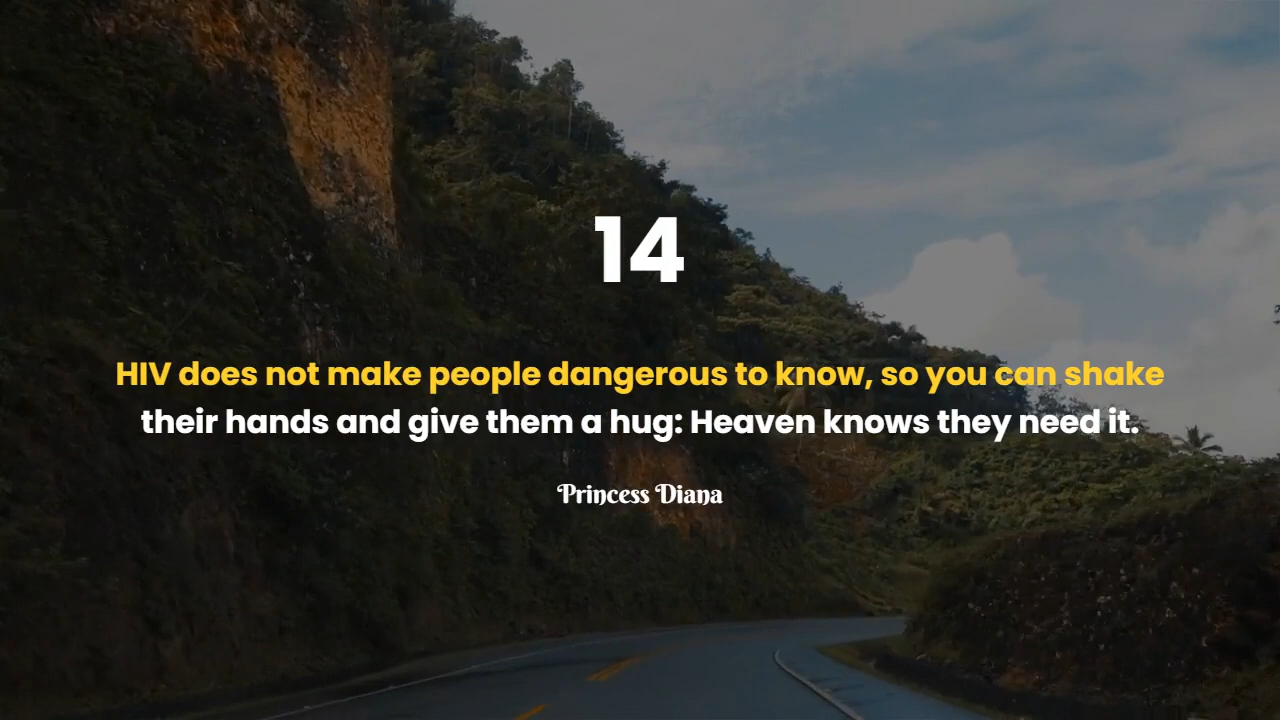 14
HIV does not make people dangerous to know, so you can shake
their hands and give them a hug: Heaven knows they need it.
Princess Diana